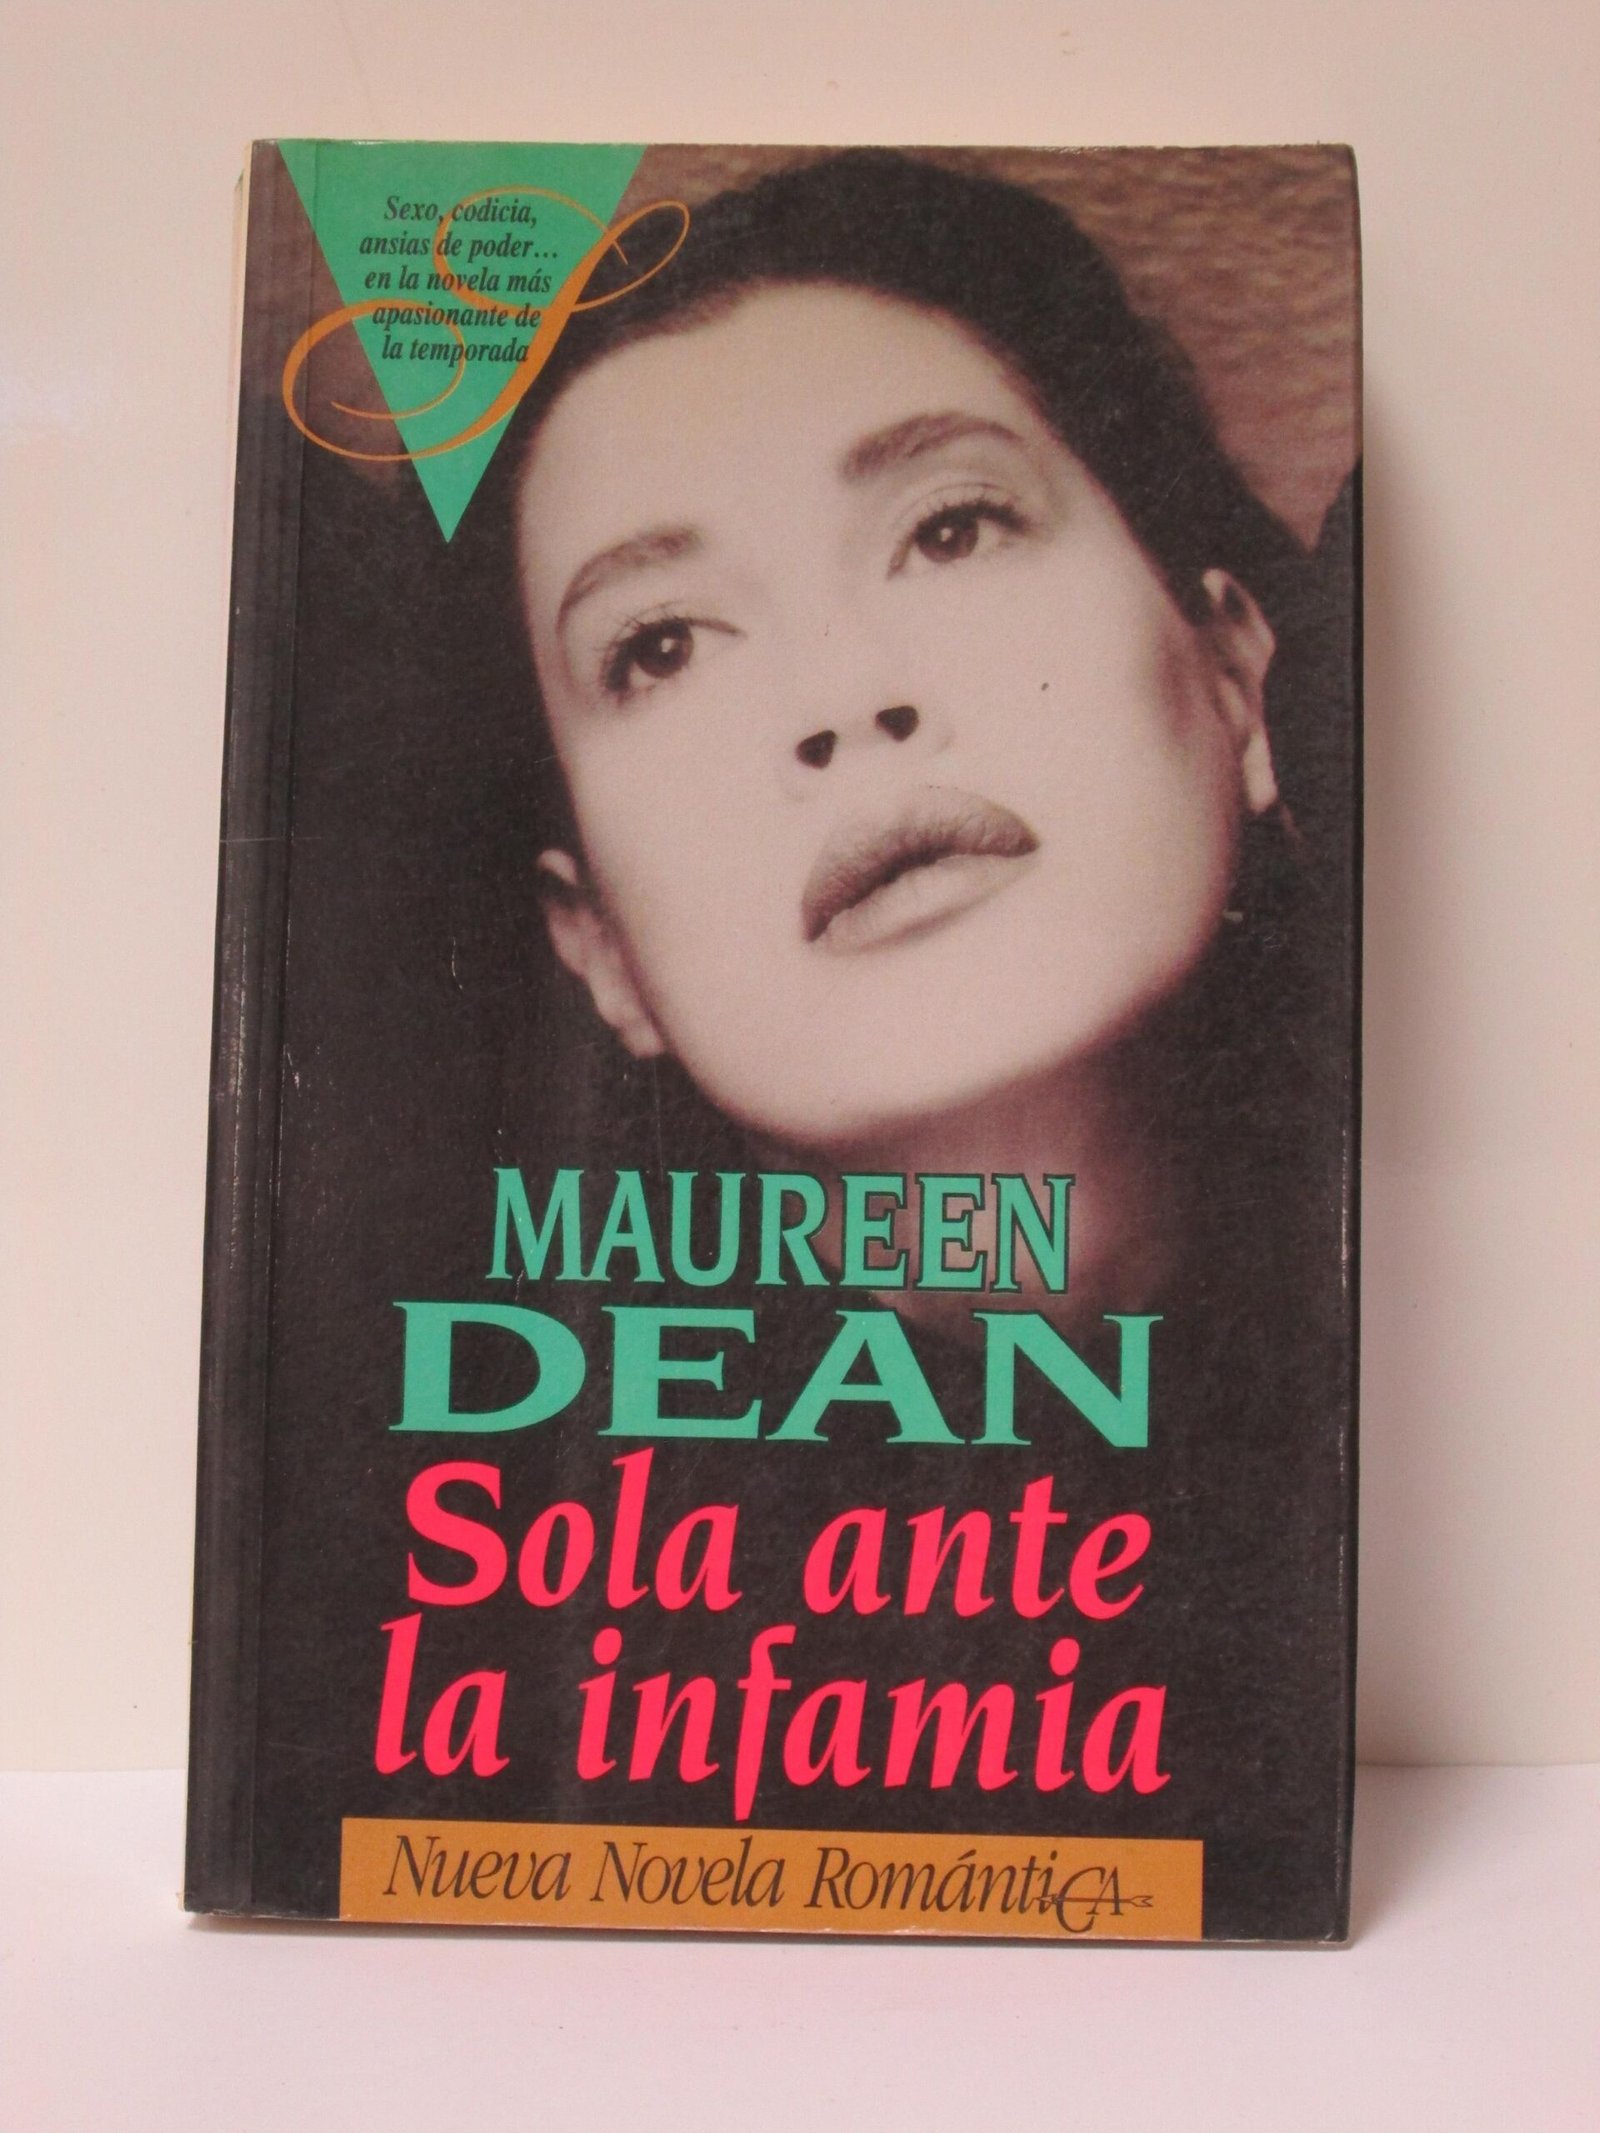 Sexo, codicia,
ansias de poder...
en la novela más
apasionante de
la temporada
S
MAUREEN
DEAN
Sola ante
la infamia
Nueva Novela RomántiCA